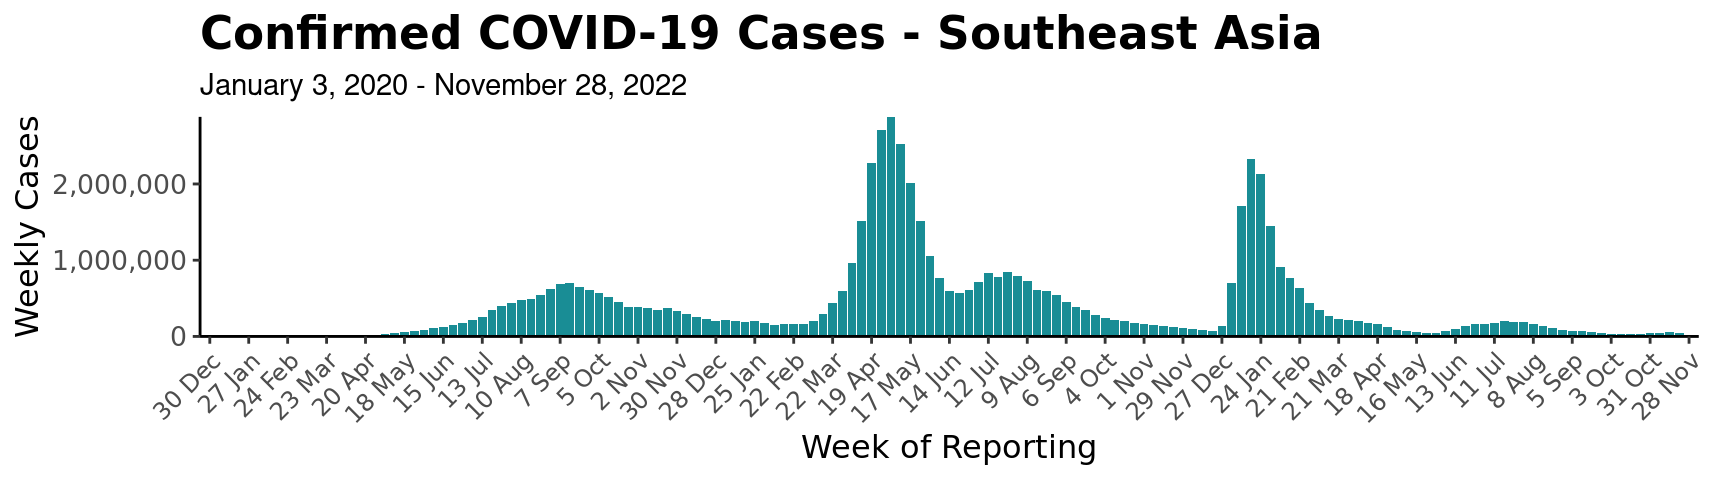 Confirmed COVID-19 Cases - Southeast Asia
January 3, 2020 - November 28, 2022
Weekly Cases
2,000,000
1,000,000
0
30 Dec
27 Jan
24 Feb
23 Mar
20 Apr
18 May
15 Jun
13 Jul
10 Aug
7 Sep
5 Oct
2 Nov
30 Nov
28 Dec
25 Jan
22 Feb
22 Mar
19 Apr
17 May
14 Jun
12 Jul
9 Aug
6 Sep
4 Oct
1 Nov
29 Nov
27 Dec
24 Jan
21 Feb
21 Mar
18 Apr
16 May
13 Jun
11 Jul
8 Aug
5 Sep
3 Oct
31 Oct
28 Nov
Week of Reporting